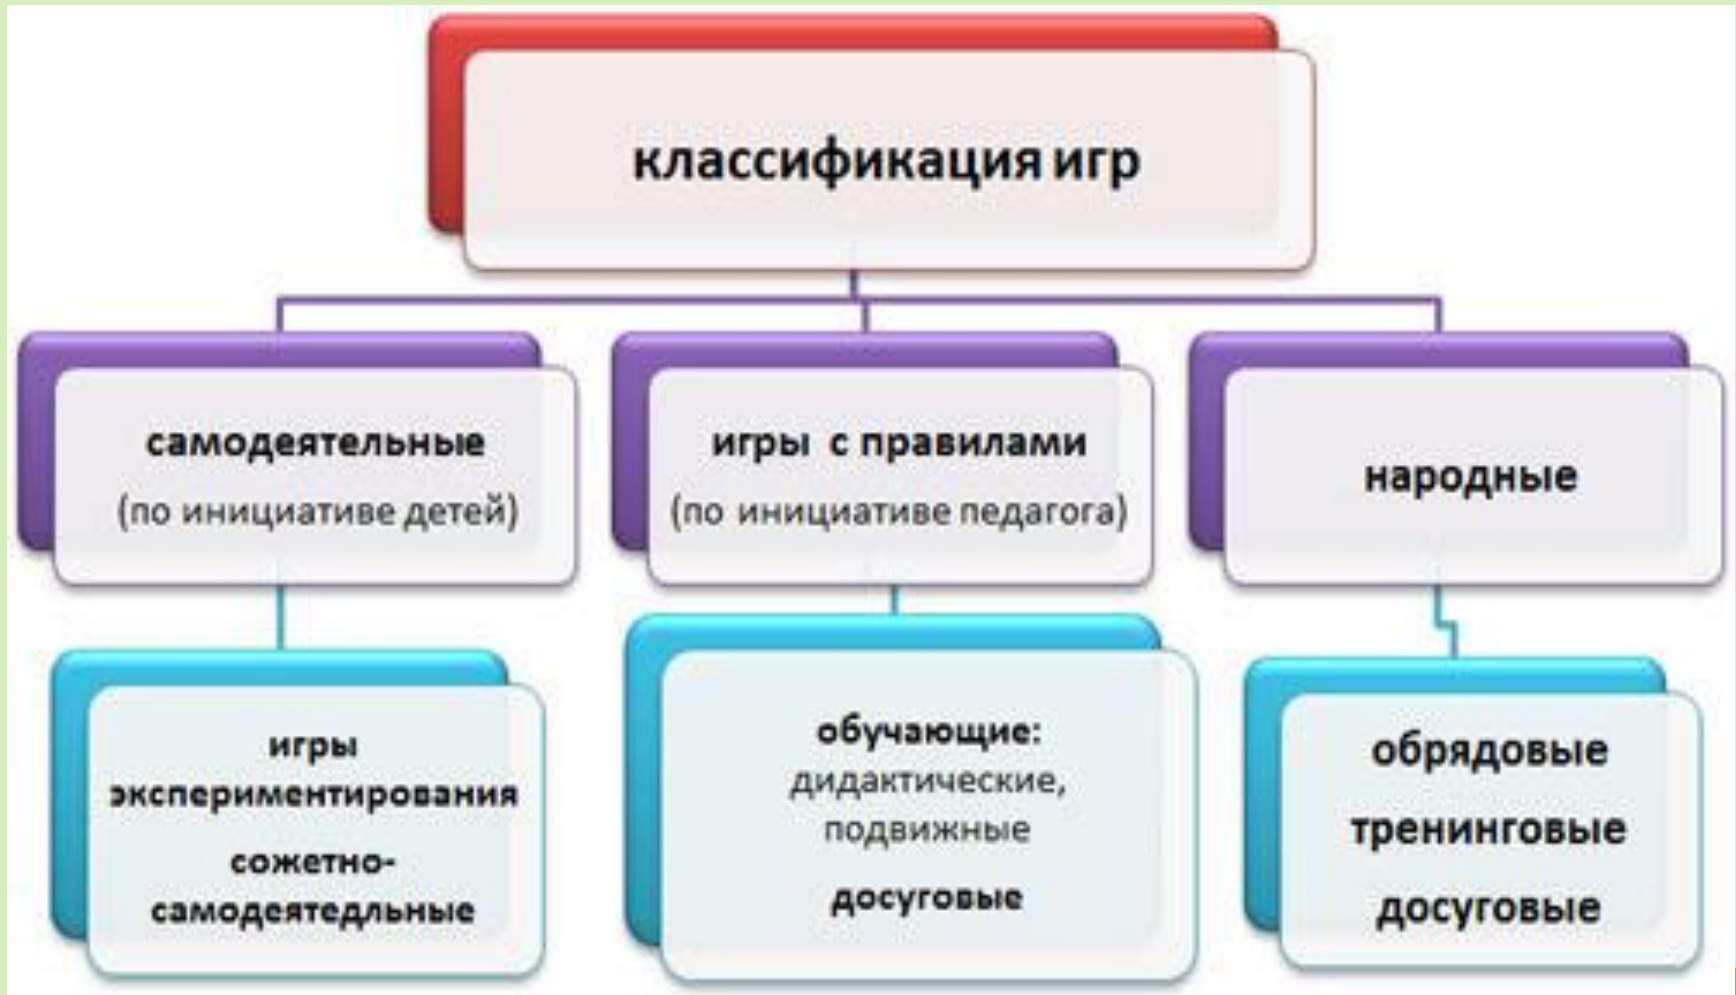 классификация игр
самодеятельные
(по инициативе детей)
игры с правилами
(по инициативе педагога)
народные
игры
экспериментирования
сожетно-
самодеятедльные
обучающие:
дидактические,
подвижные
досуговые
обрядовые
тренинговые
досуговые